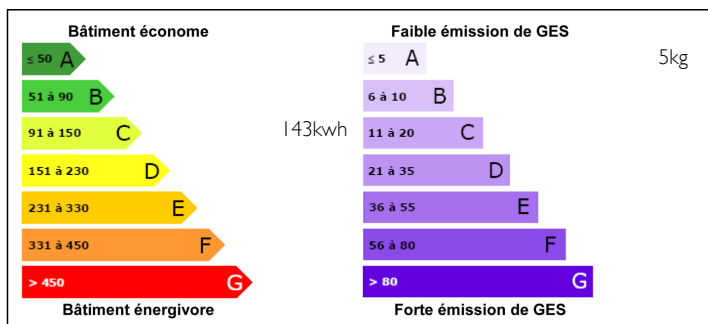 Bâtiment économe
≤ 50 A
51 à 90 B
91 à 150 C
143kwh
151 à 230 D
231 à 330 E
331 à 450 F
> 450 G
Bâtiment énergivore
Faible émission de GES
≤ 5 A
5kg
6 à 10 B
11 à 20 C
21 à 35 D
36 à 55 E
56 à 80 F
> 80 G
Forte émission de GES